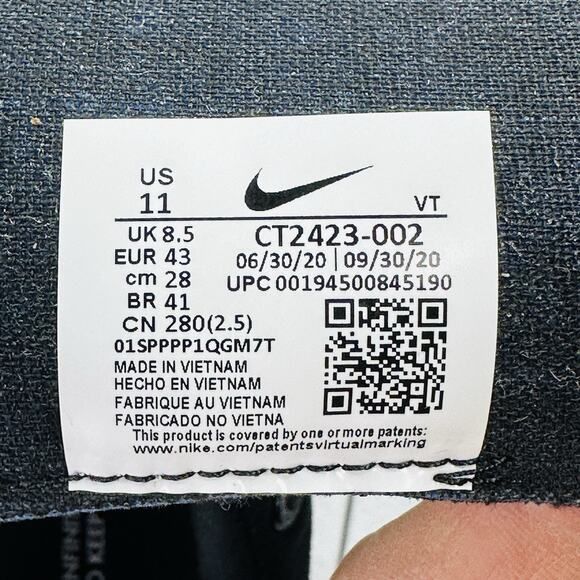 US
11
VT
UK 8.5
EUR 43
cm 28
BR 41
CN 280(2.5)
CT2423-002
06/30/20 | 09/30/20
UPC 00194500845190
01SPPPP1QGM7T
MADE IN VIETNAM
HECHO EN VIETNAM
FABRIQUE AU VIETNAM
FABRICADO NO VIETNA
This product is covered by one or more patents:
www.nike.com/patentsvirtualmarking